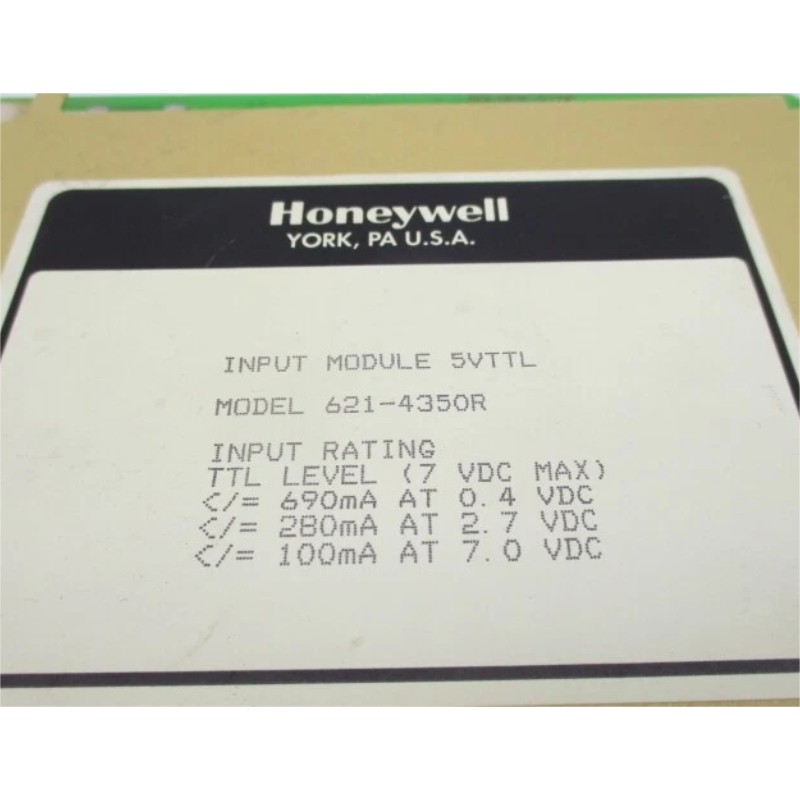 Honeywell
YORK, PA U.S.A.
INPUT MODULE 5VTTL
MODEL 621-4350R
INPUT RATING
TTL LEVEL (7 VDC MAX)
</= 690mA AT 0.4 VDC
</= 280mA AT 2.7 VDC
</= 100mA AT 7.0 VDC